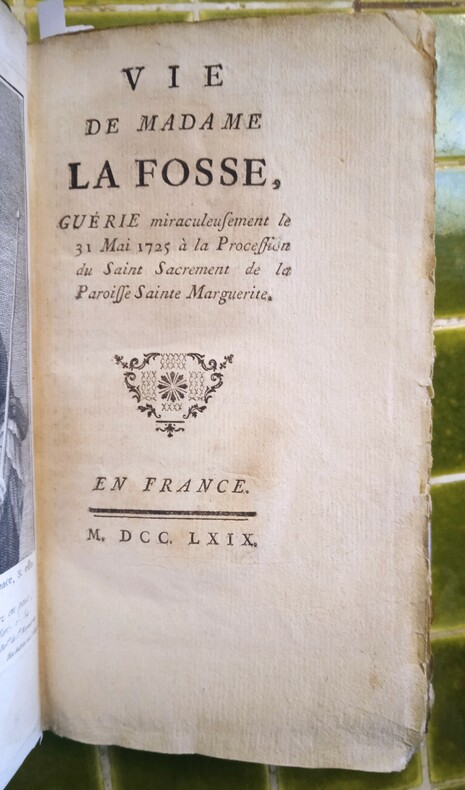 VIE
DE MADAME
LA FOSSE,
GUÉRIE miraculeuſement le
31 Mai 1725 à la Proceſſion
du Saint Sacrement de la
Paroiſſe Sainte Marguerite.
EN FRANCE.
M. DCC. LXIX.